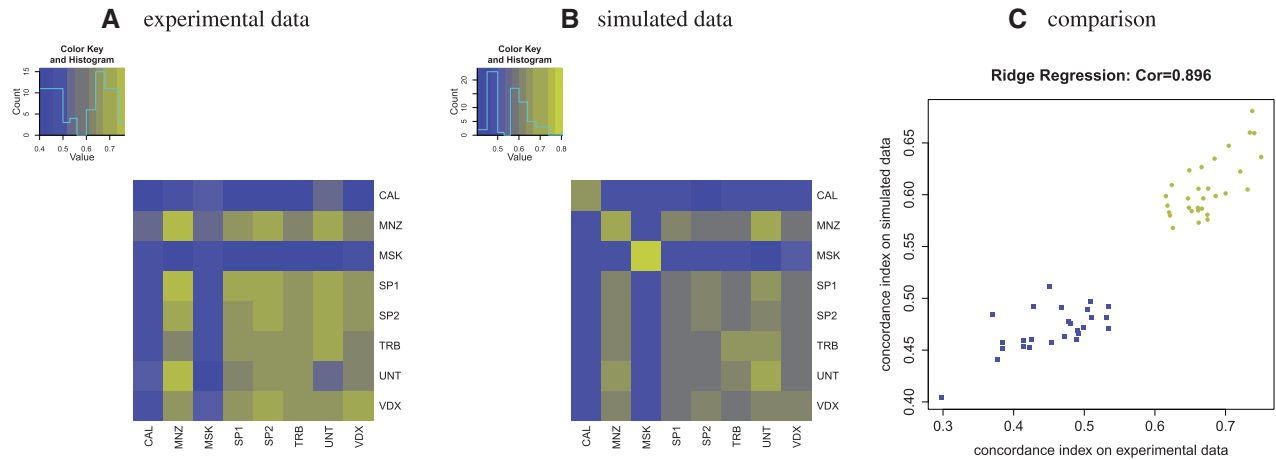 A experimental data
Color Key
and Histogram
Count
0 5 10 15
0.4 0.5 0.6 0.7
Value
CAL
MNZ
MSK
SP1
SP2
TRB
UNT
VDX
CAL MNZ MSK SP1 SP2 TRB UNT VDX
B simulated data
Color Key
and Histogram
Count
0 5 10 20
0.5 0.6 0.7 0.8
Value
CAL
MNZ
MSK
SP1
SP2
TRB
UNT
VDX
CAL MNZ MSK SP1 SP2 TRB UNT VDX
C comparison
Ridge Regression: Cor=0.896
concordance index on simulated data
0.40 0.45 0.50 0.55 0.60 0.65
0.3 0.4 0.5 0.6 0.7
concordance index on experimental data